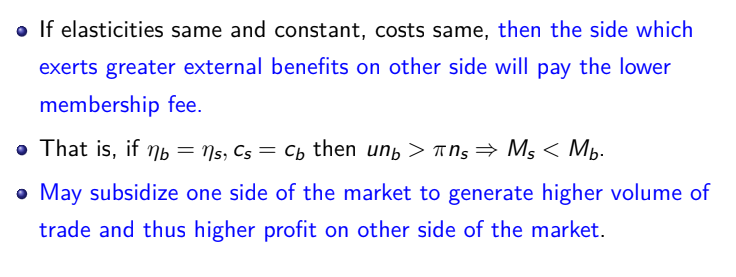 If elasticities same and constant, costs same, then the side which
exerts greater external benefits on other side will pay the lower
membership fee.
That is, if η_b = η_s, c_s = c_b then un_b > πn_s ⇒ M_s < M_b.
May subsidize one side of the market to generate higher volume of
trade and thus higher profit on other side of the market.